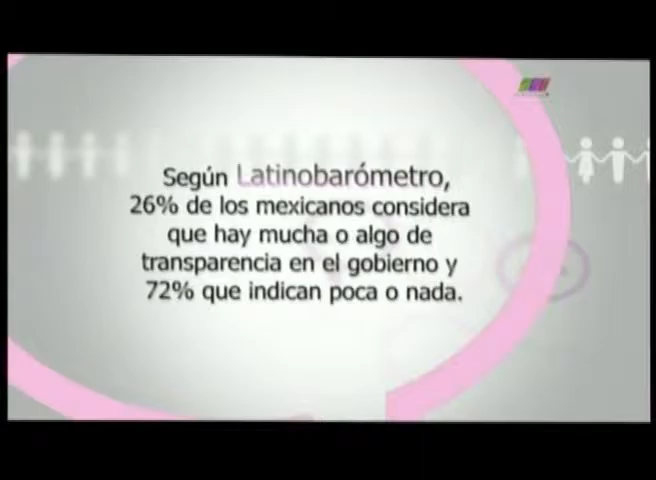 Según Latinobarómetro,
26% de los mexicanos considera
que hay mucha o algo de
transparencia en el gobierno y
72% que indican poca o nada.